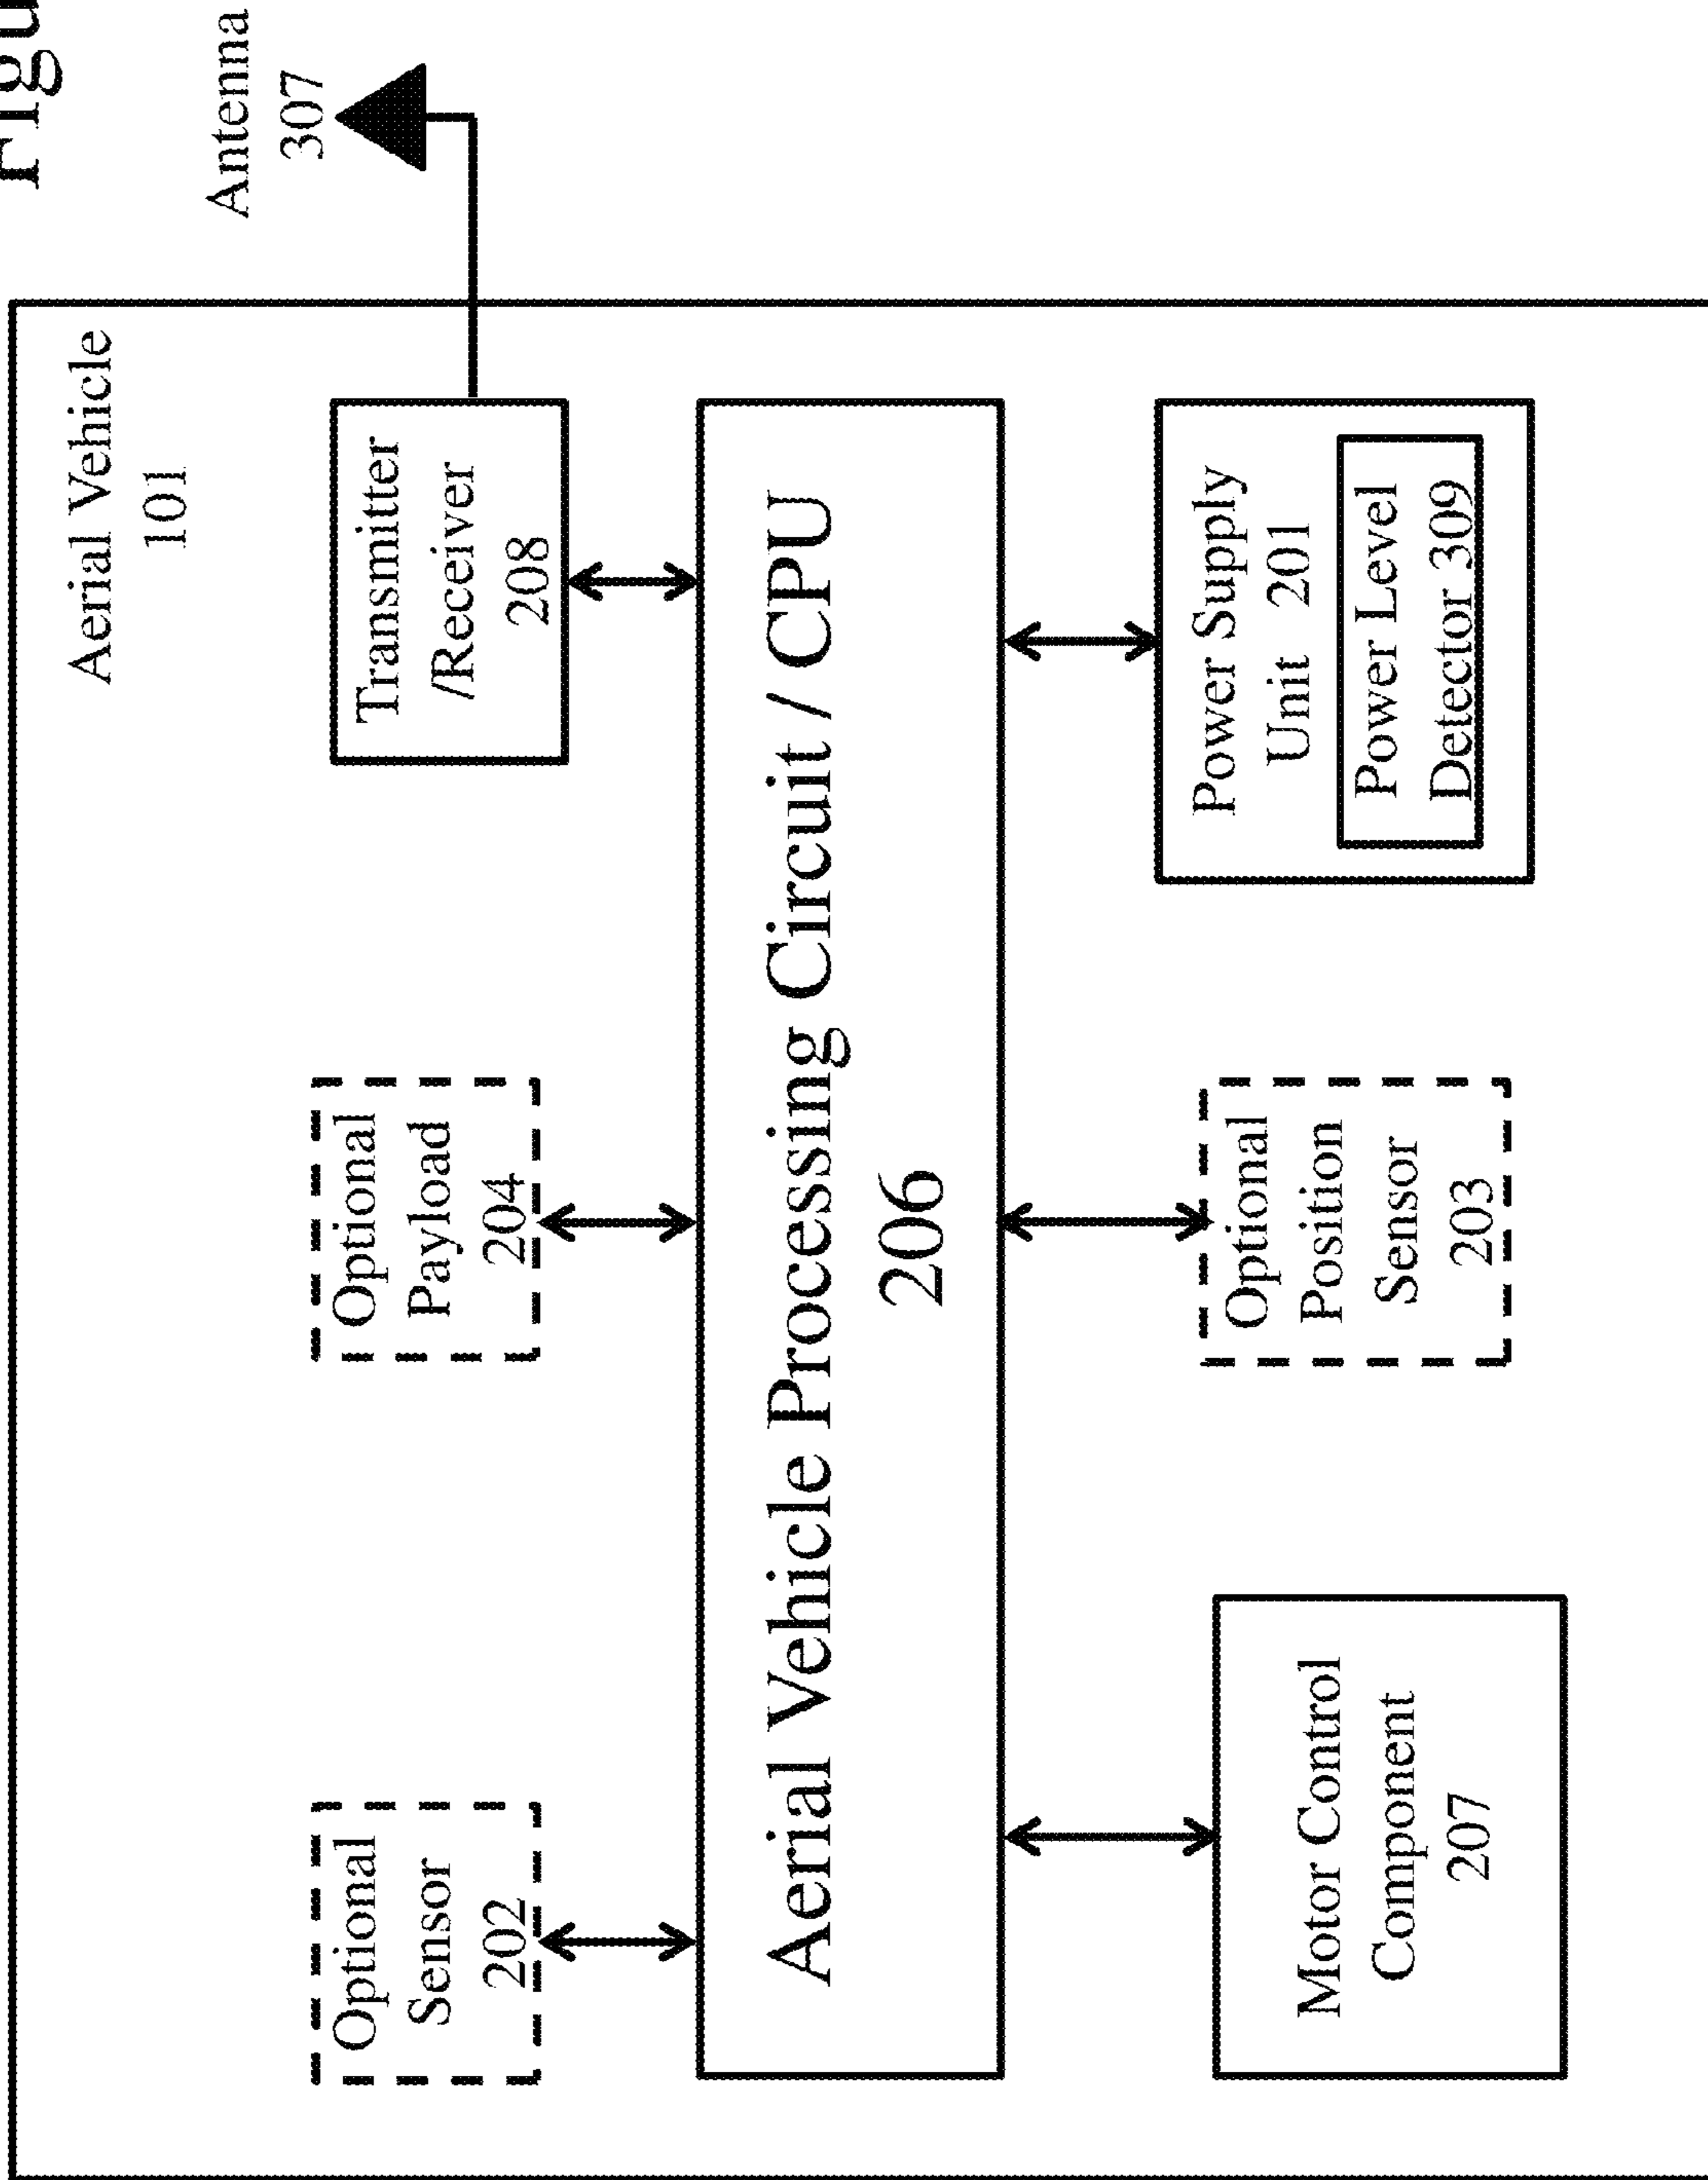 Aerial Vehicle
101
Antenna
307
Optional
Sensor
202
Optional
Payload
204
Transmitter
/Receiver
208
Aerial Vehicle Processing Circuit / CPU
206
Motor Control
Component
207
Optional
Position
Sensor
203
Power Supply
Unit 201
Power Level
Detector 309